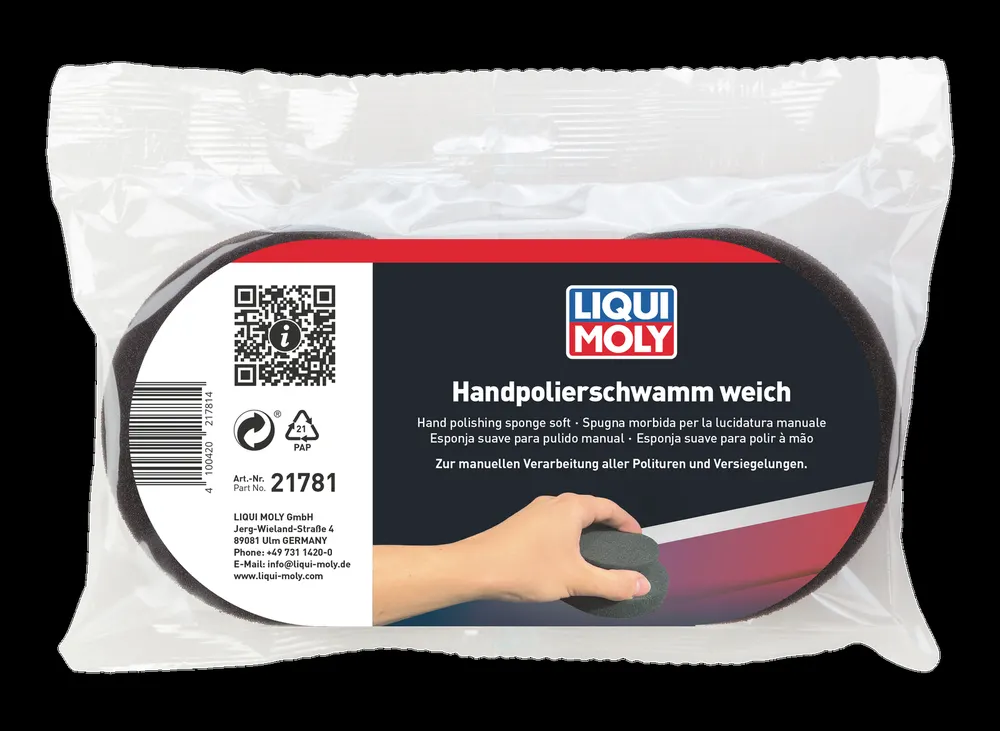 LIQUI
MOLY
Handpolierschwamm weich
Hand polishing sponge soft · Spugna morbida per la lucidatura manuale
Esponja suave para pulido manual · Esponja suave para polir à mão
Zur manuellen Verarbeitung aller Polituren und Versiegelungen.
i
4 100420 217814
®
21
PAP
Art.-Nr.
Part No. 21781
LIQUI MOLY GmbH
Jerg-Wieland-Straße 4
89081 Ulm GERMANY
Phone: +49 731 1420-0
E-Mail: info@liqui-moly.de
www.liqui-moly.com